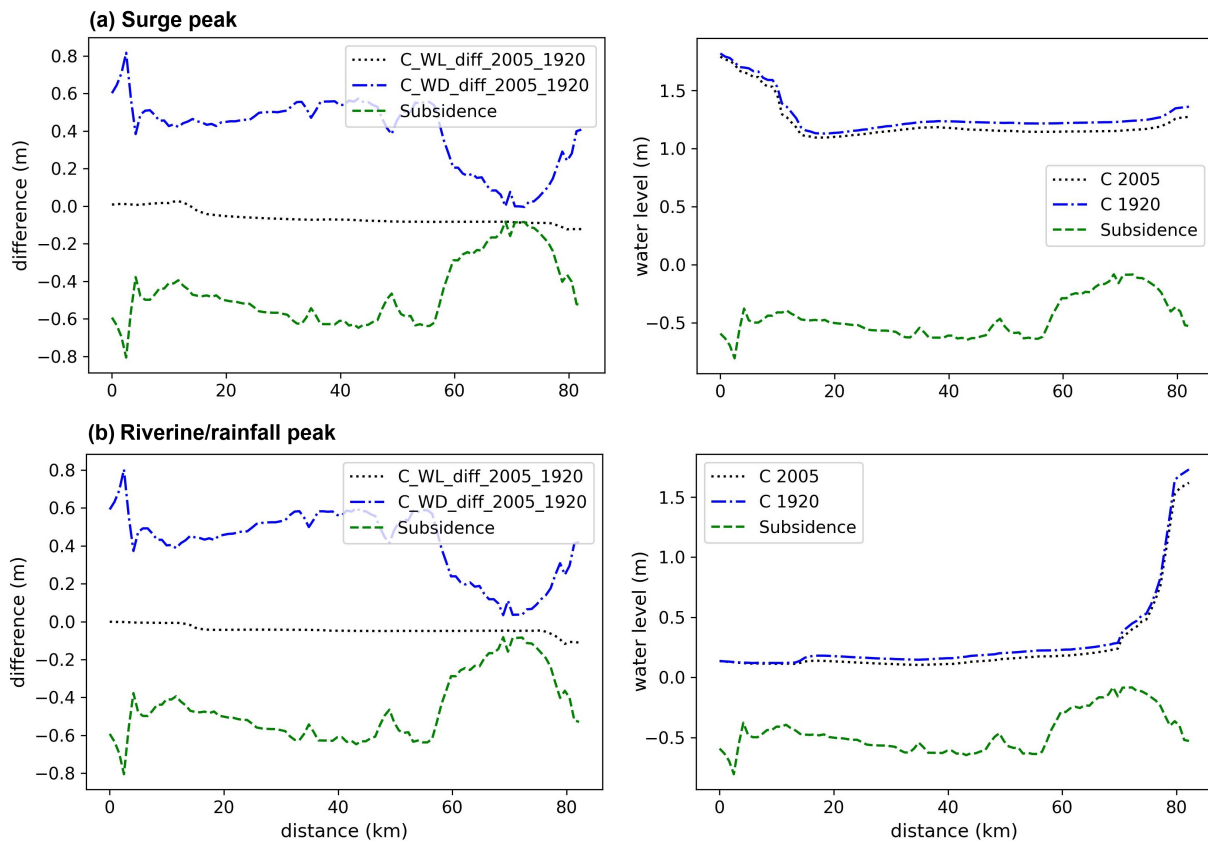 (a) Surge peak
C_WL_diff_2005_1920
C_WD_diff_2005_1920
Subsidence
difference (m)
0.8
0.6
0.4
0.2
0.0
−0.2
−0.4
−0.6
−0.8
0 20 40 60 80
water level (m)
1.5
1.0
0.5
0.0
−0.5
C 2005
C 1920
Subsidence
0 20 40 60 80
(b) Riverine/rainfall peak
C_WL_diff_2005_1920
C_WD_diff_2005_1920
Subsidence
difference (m)
0.8
0.6
0.4
0.2
0.0
−0.2
−0.4
−0.6
−0.8
0 20 40 60 80
distance (km)
C 2005
C 1920
Subsidence
water level (m)
1.5
1.0
0.5
0.0
−0.5
0 20 40 60 80
distance (km)